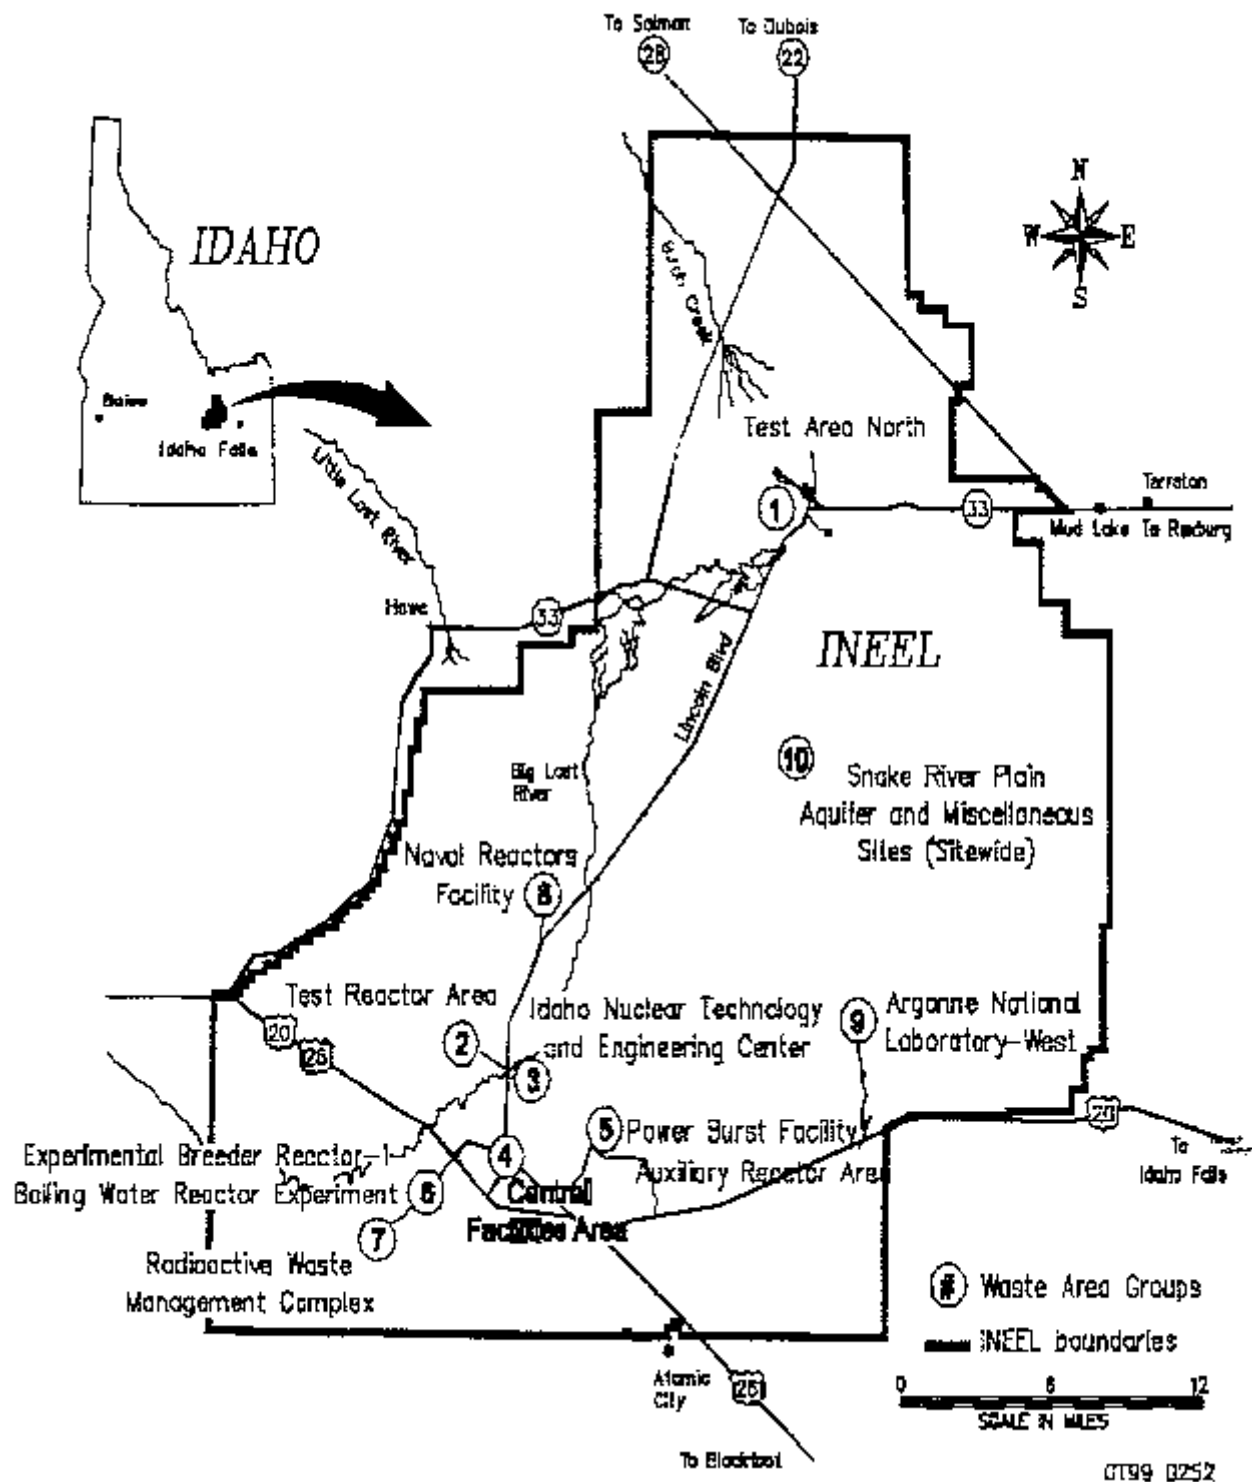 To Salmon
To Dubois
28
22
N
W E
S
IDAHO
Birch Creek
Boise
Idaho Falls
Test Area North
Little Lost River
1
33
Terreton
Mud Lake To Rexburg
Howe
33
INEEL
Lincoln Blvd
10
Big Lost
River
Snake River Plain
Aquifer and Miscellaneous
Sites (Sitewide)
Naval Reactors
Facility
8
Test Reactor Area
20
26
Idaho Nuclear Technology
and Engineering Center
2
3
9
Argonne National
Laboratory-West
20
To
Idaho Falls
Experimental Breeder Reactor-1
Boiling Water Reactor Experiment
6
4
5
Power Burst Facility/
Auxiliary Reactor Area
Central
Facilities Area
7
Radioactive Waste
Management Complex
# Waste Area Groups
INEEL boundaries
0 6 12
SCALE IN MILES
Atomic
City
26
To Blackfoot
GT99 0252